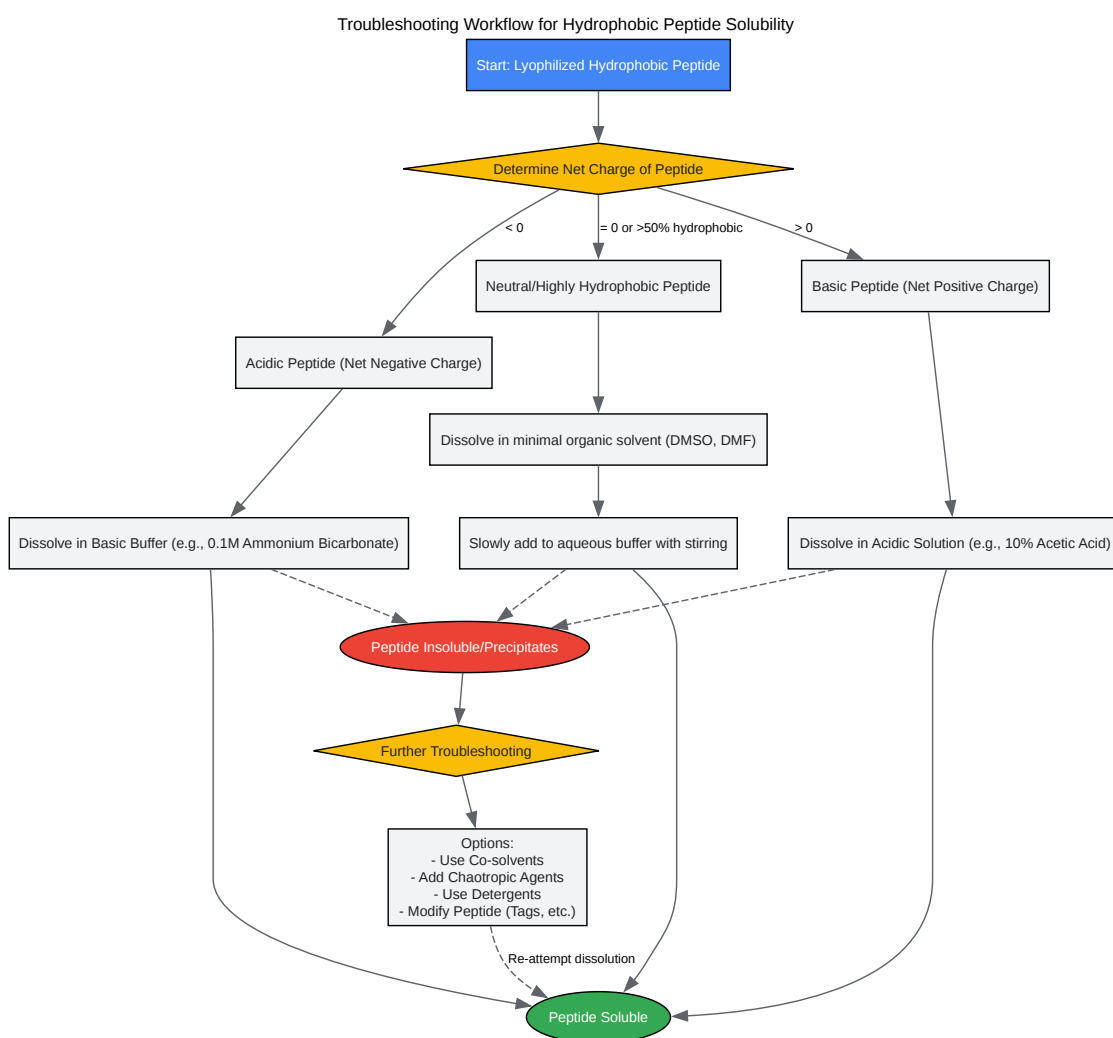 Troubleshooting Workflow for Hydrophobic Peptide Solubility
Start: Lyophilized Hydrophobic Peptide
Determine Net Charge of Peptide
< 0
= 0 or >50% hydrophobic
> 0
Neutral/Highly Hydrophobic Peptide
Basic Peptide (Net Positive Charge)
Acidic Peptide (Net Negative Charge)
Dissolve in minimal organic solvent (DMSO, DMF)
Dissolve in Basic Buffer (e.g., 0.1M Ammonium Bicarbonate)
Slowly add to aqueous buffer with stirring
Dissolve in Acidic Solution (e.g., 10% Acetic Acid)
Peptide Insoluble/Precipitates
Further Troubleshooting
Options:
- Use Co-solvents
- Add Chaotropic Agents
- Use Detergents
- Modify Peptide (Tags, etc.)
Re-attempt dissolution
Peptide Soluble